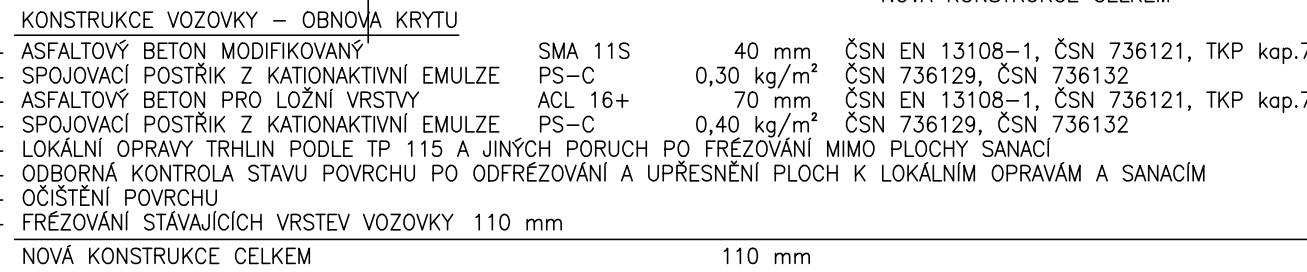 NOVÁ KONSTRUKCE CELKEM
KONSTRUKCE VOZOVKY – OBNOVA KRYTU
- ASFALTOVÝ BETON MODIFIKOVANÝ SMA 11S 40 mm ČSN EN 13108–1, ČSN 736121, TKP kap.7
- SPOJOVACÍ POSTŘIK Z KATIONAKTIVNÍ EMULZE PS–C 0,30 kg/m² ČSN 736129, ČSN 736132
- ASFALTOVÝ BETON PRO LOŽNÍ VRSTVY ACL 16+ 70 mm ČSN EN 13108–1, ČSN 736121, TKP kap.7
- SPOJOVACÍ POSTŘIK Z KATIONAKTIVNÍ EMULZE PS–C 0,40 kg/m² ČSN 736129, ČSN 736132
- LOKÁLNÍ OPRAVY TRHLIN PODLE TP 115 A JINÝCH PORUCH PO FRÉZOVÁNÍ MIMO PLOCHY SANACÍ
- ODBORNÁ KONTROLA STAVU POVRCHU PO ODFRÉZOVÁNÍ A UPŘESNĚNÍ PLOCH K LOKÁLNÍM OPRAVÁM A SANACÍM
- OČIŠTĚNÍ POVRCHU
- FRÉZOVÁNÍ STÁVAJÍCÍCH VRSTEV VOZOVKY 110 mm
NOVÁ KONSTRUKCE CELKEM 110 mm